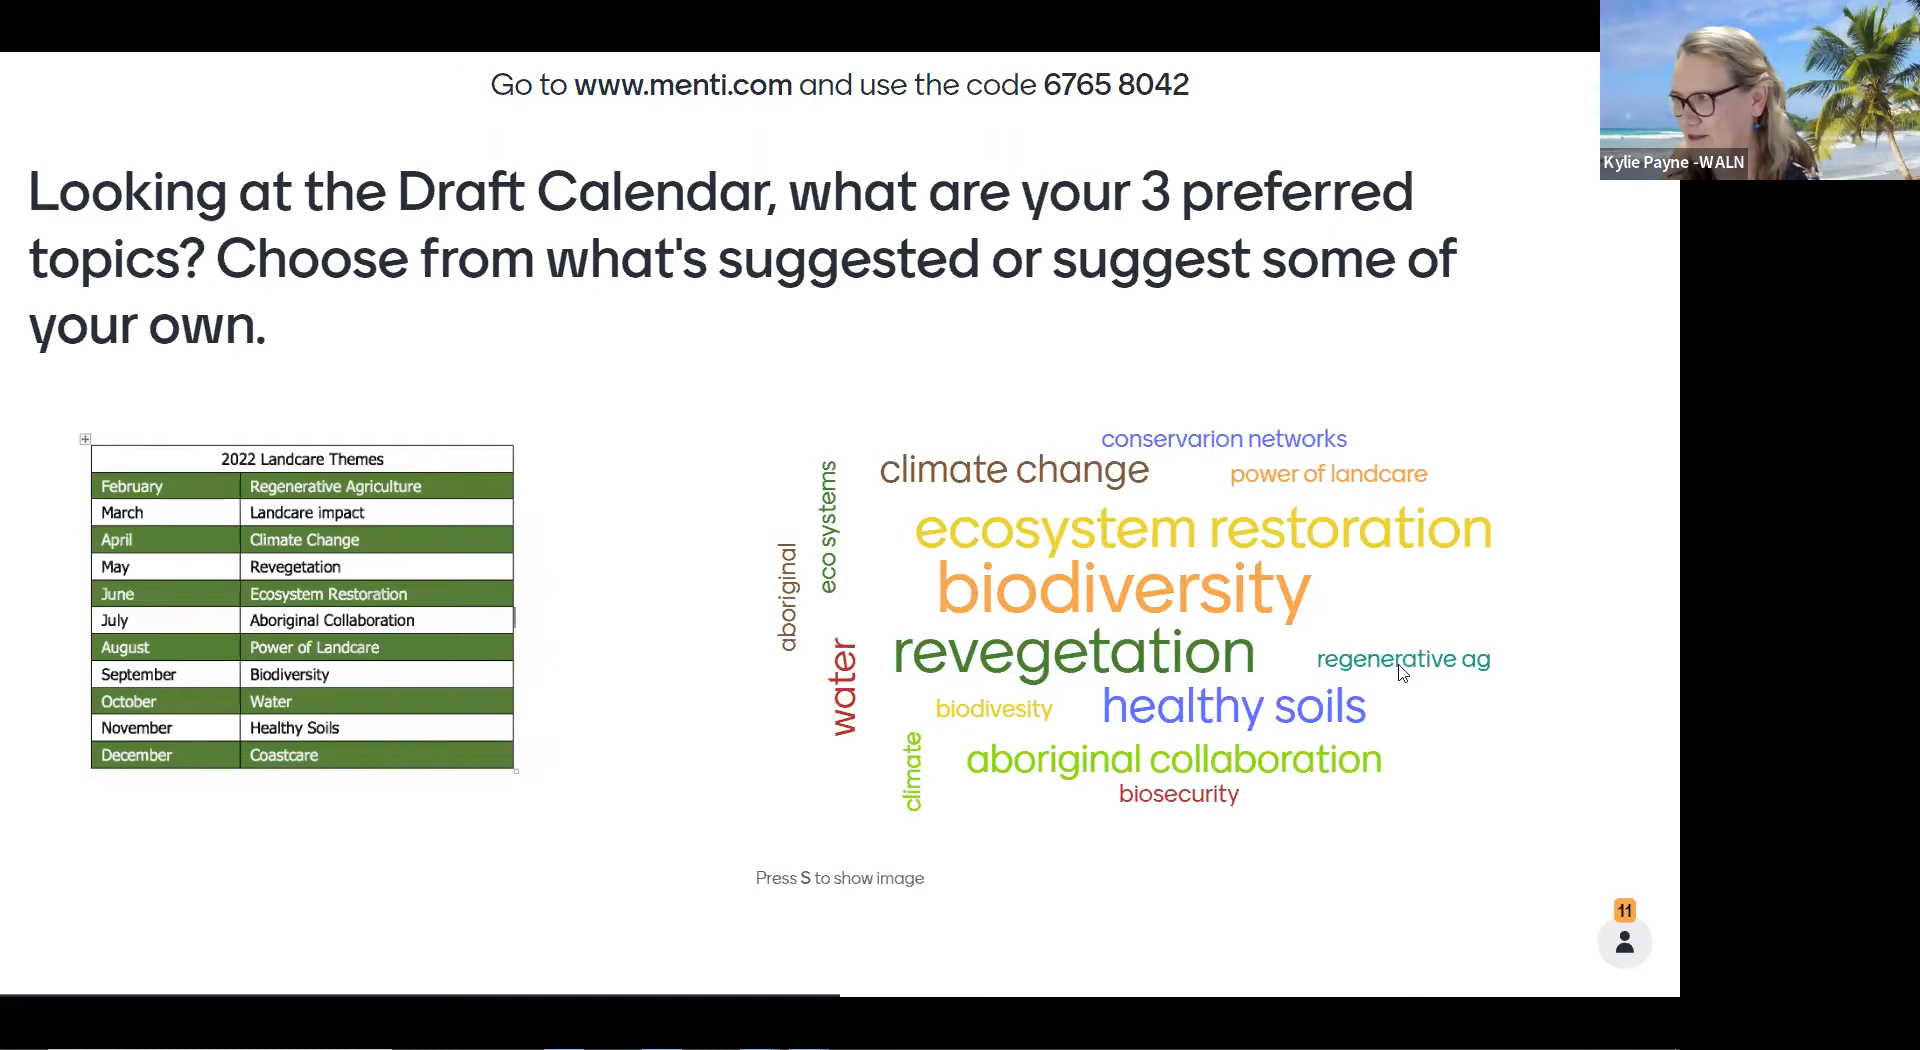 Go to www.menti.com and use the code 6765 8042
Kylie Payne -WALN
Looking at the Draft Calendar, what are your 3 preferred
topics? Choose from what's suggested or suggest some of
your own.
2022 Landcare Themes
February Regenerative Agriculture
March Landcare impact
April Climate Change
May Revegetation
June Ecosystem Restoration
July Aboriginal Collaboration
August Power of Landcare
September Biodiversity
October Water
November Healthy Soils
December Coastcare
conservarion networks
climate change
power of landcare
eco systems
ecosystem restoration
aboriginal
biodiversity
revegetation
water
regenerative ag
biodivesity
healthy soils
climate
aboriginal collaboration
biosecurity
Press S to show image
11